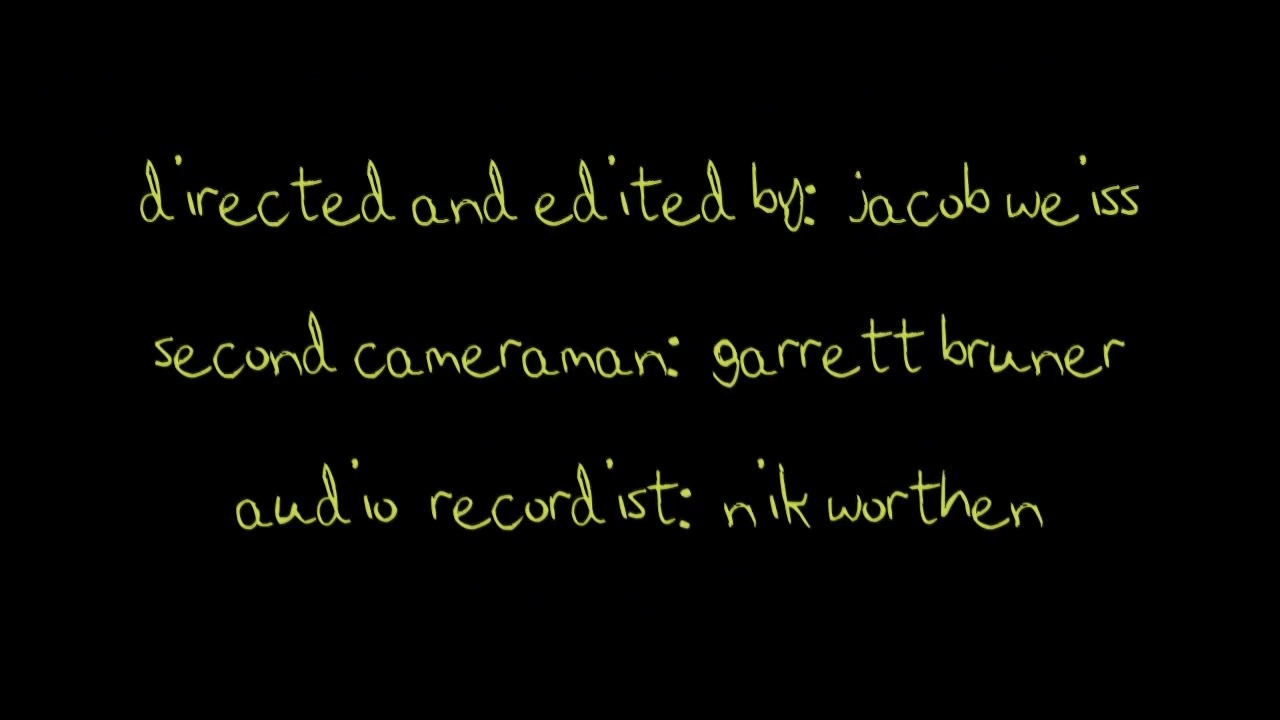 directed and edited by: jacob weiss
second cameraman: garrett bruner
audio recordist: nik worthen